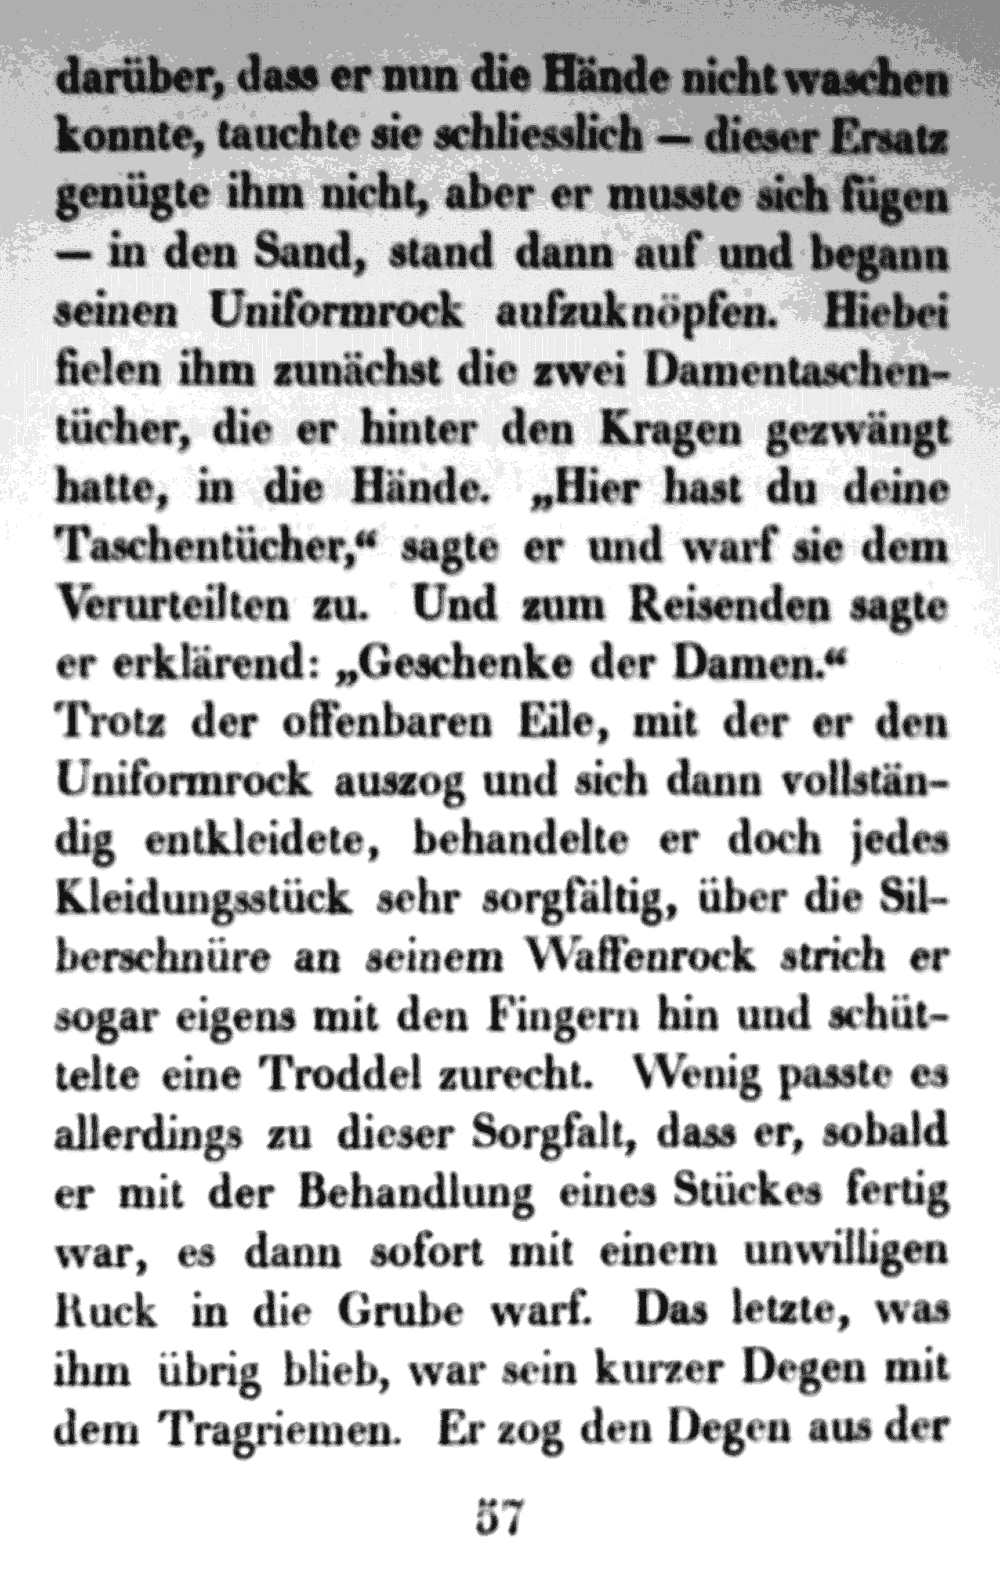 darüber, dass er nun die Hände nicht waschen
konnte, tauchte sie schliesslich — dieser Ersatz
genügte ihm nicht, aber er musste sich fügen
— in den Sand, stand dann auf und begann
seinen Uniformrock aufzuknöpfen. Hiebei
fielen ihm zunächst die zwei Damentaschen-
tücher, die er hinter den Kragen gezwängt
hatte, in die Hände. „Hier hast du deine
Taschentücher,“ sagte er und warf sie dem
Verurteilten zu. Und zum Reisenden sagte
er erklärend: „Geschenke der Damen.“
Trotz der offenbaren Eile, mit der er den
Uniformrock auszog und sich dann vollstän-
dig entkleidete, behandelte er doch jedes
Kleidungsstück sehr sorgfältig, über die Sil-
berschnüre an seinem Waffenrock strich er
sogar eigens mit den Fingern hin und schüt-
telte eine Troddel zurecht. Wenig passte es
allerdings zu dieser Sorgfalt, dass er, sobald
er mit der Behandlung eines Stückes fertig
war, es dann sofort mit einem unwilligen
Ruck in die Grube warf. Das letzte, was
ihm übrig blieb, war sein kurzer Degen mit
dem Tragriemen. Er zog den Degen aus der
57